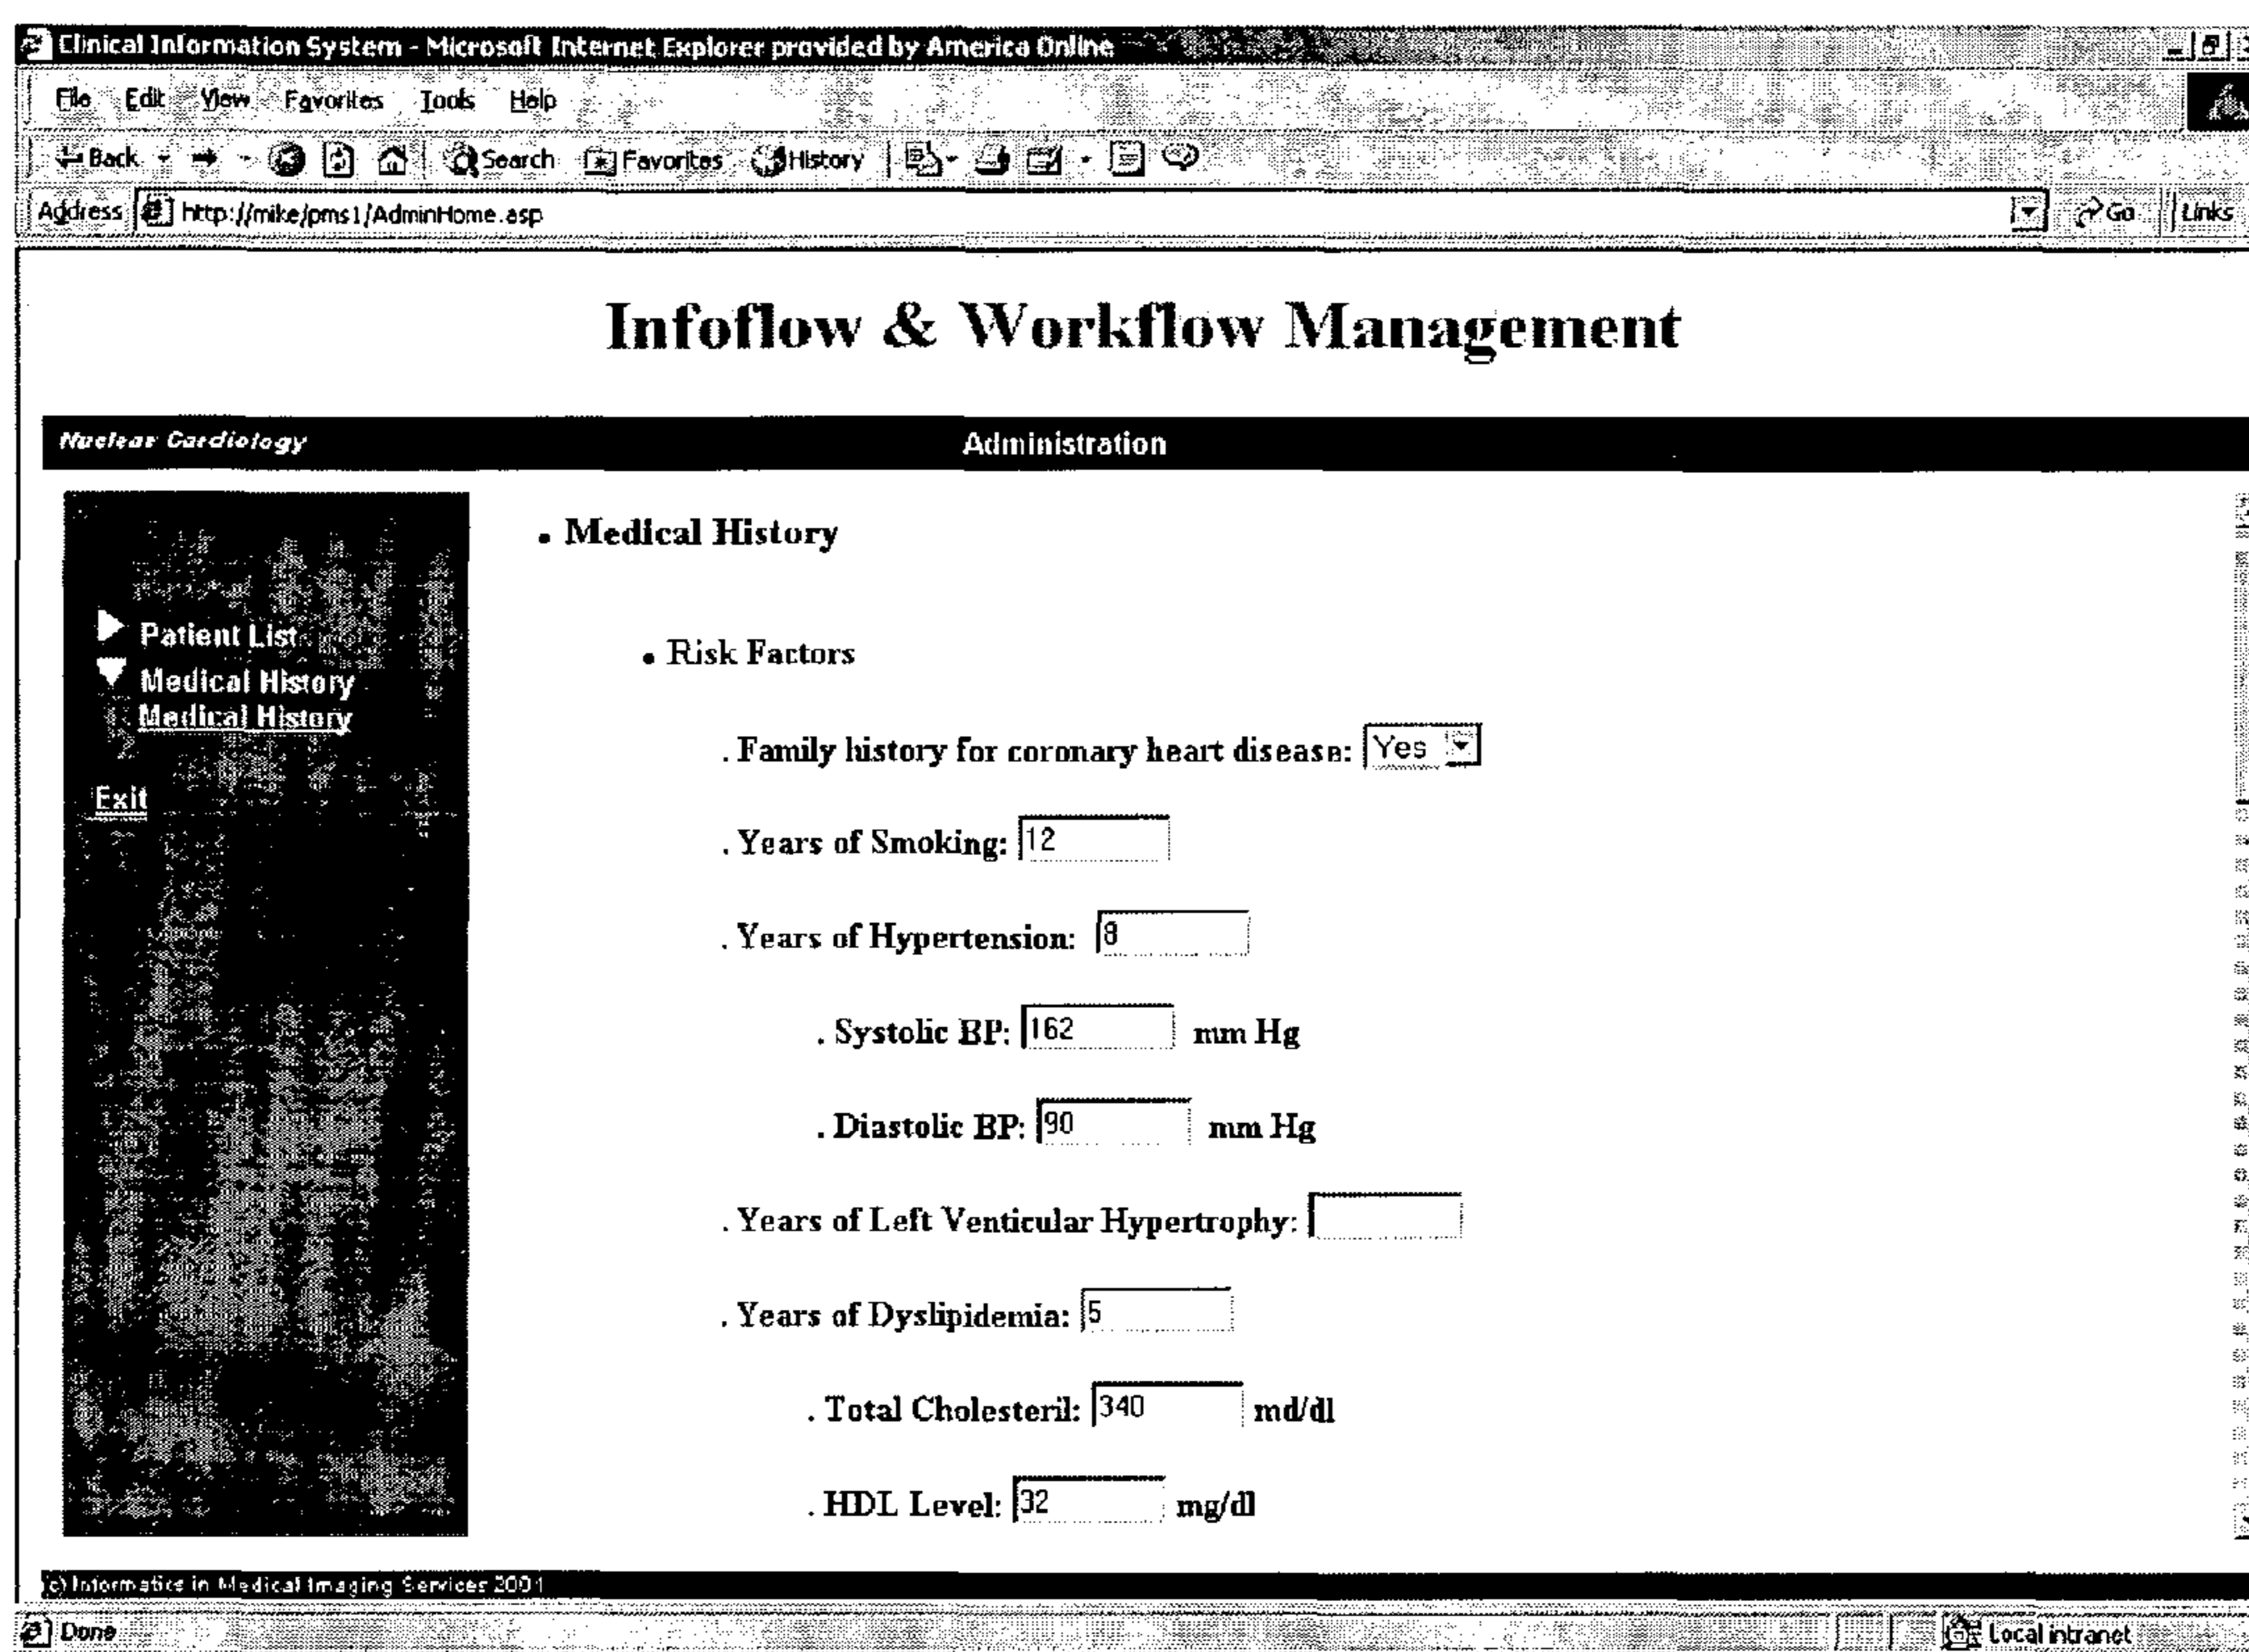 Clinical Information System - Microsoft Internet Explorer provided by America Online
File Edit View Favorites Tools Help
Back Search Favorites History
Address http://mike/pms1/AdminHome.asp Go Links
Infoflow & Workflow Management
Nuclear Cardiology Administration
• Medical History
Patient List
Medical History
Medical History
Exit
• Risk Factors
. Family history for coronary heart disease: Yes
. Years of Smoking: 12
. Years of Hypertension: 8
. Systolic BP: 162 mm Hg
. Diastolic BP: 90 mm Hg
. Years of Left Venticular Hypertrophy:
. Years of Dyslipidemia: 5
. Total Cholesteril: 340 md/dl
. HDL Level: 32 mg/dl
(c) Informatics in Medical Imaging Services 2001
Done Local intranet